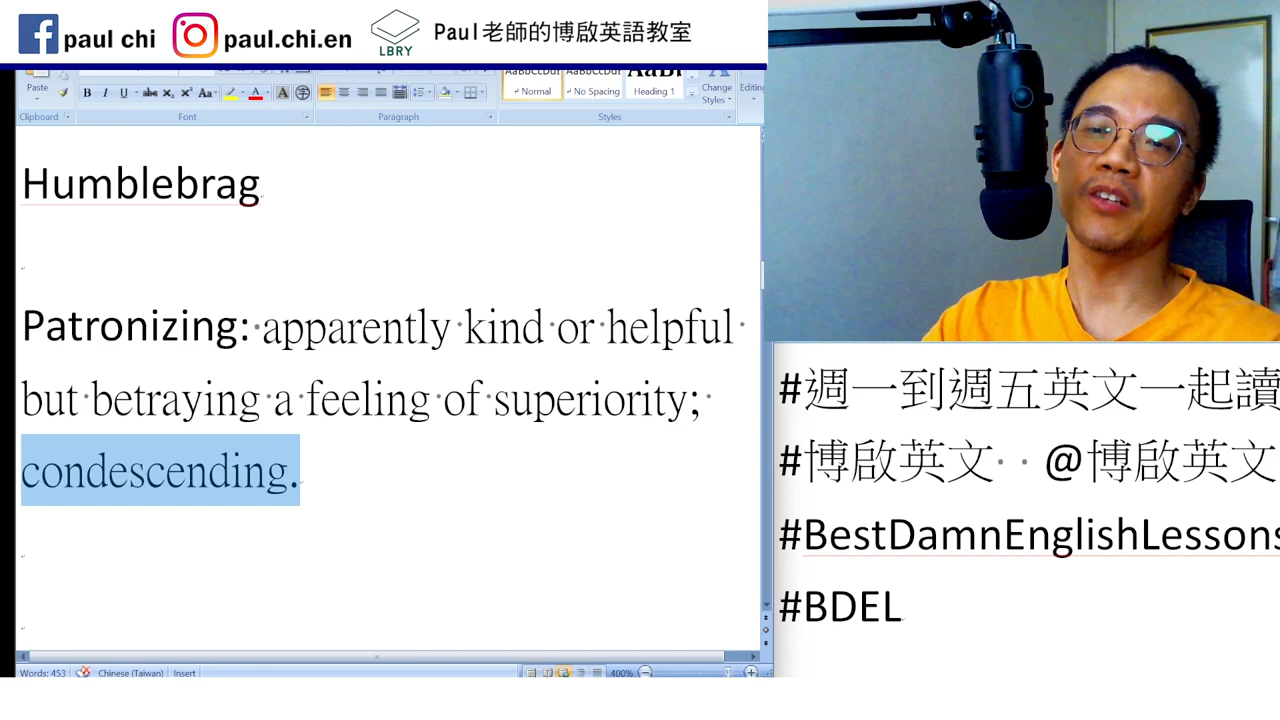 paul chi
paul.chi.en
LBRY
Paul老師的博啟英語教室
Paste
Clipboard
Font
Paragraph
Styles
AaBbCcDdE
AaBbCcDdE
Normal
No Spacing
Heading 1
Change
Styles
Editing
Humblebrag
Patronizing: apparently kind or helpful
but betraying a feeling of superiority;
condescending.
#週一到週五英文一起讀
#博啟英文 @博啟英文
#BestDamnEnglishLessons
#BDEL
Words: 453
Chinese (Taiwan)
Insert
400%